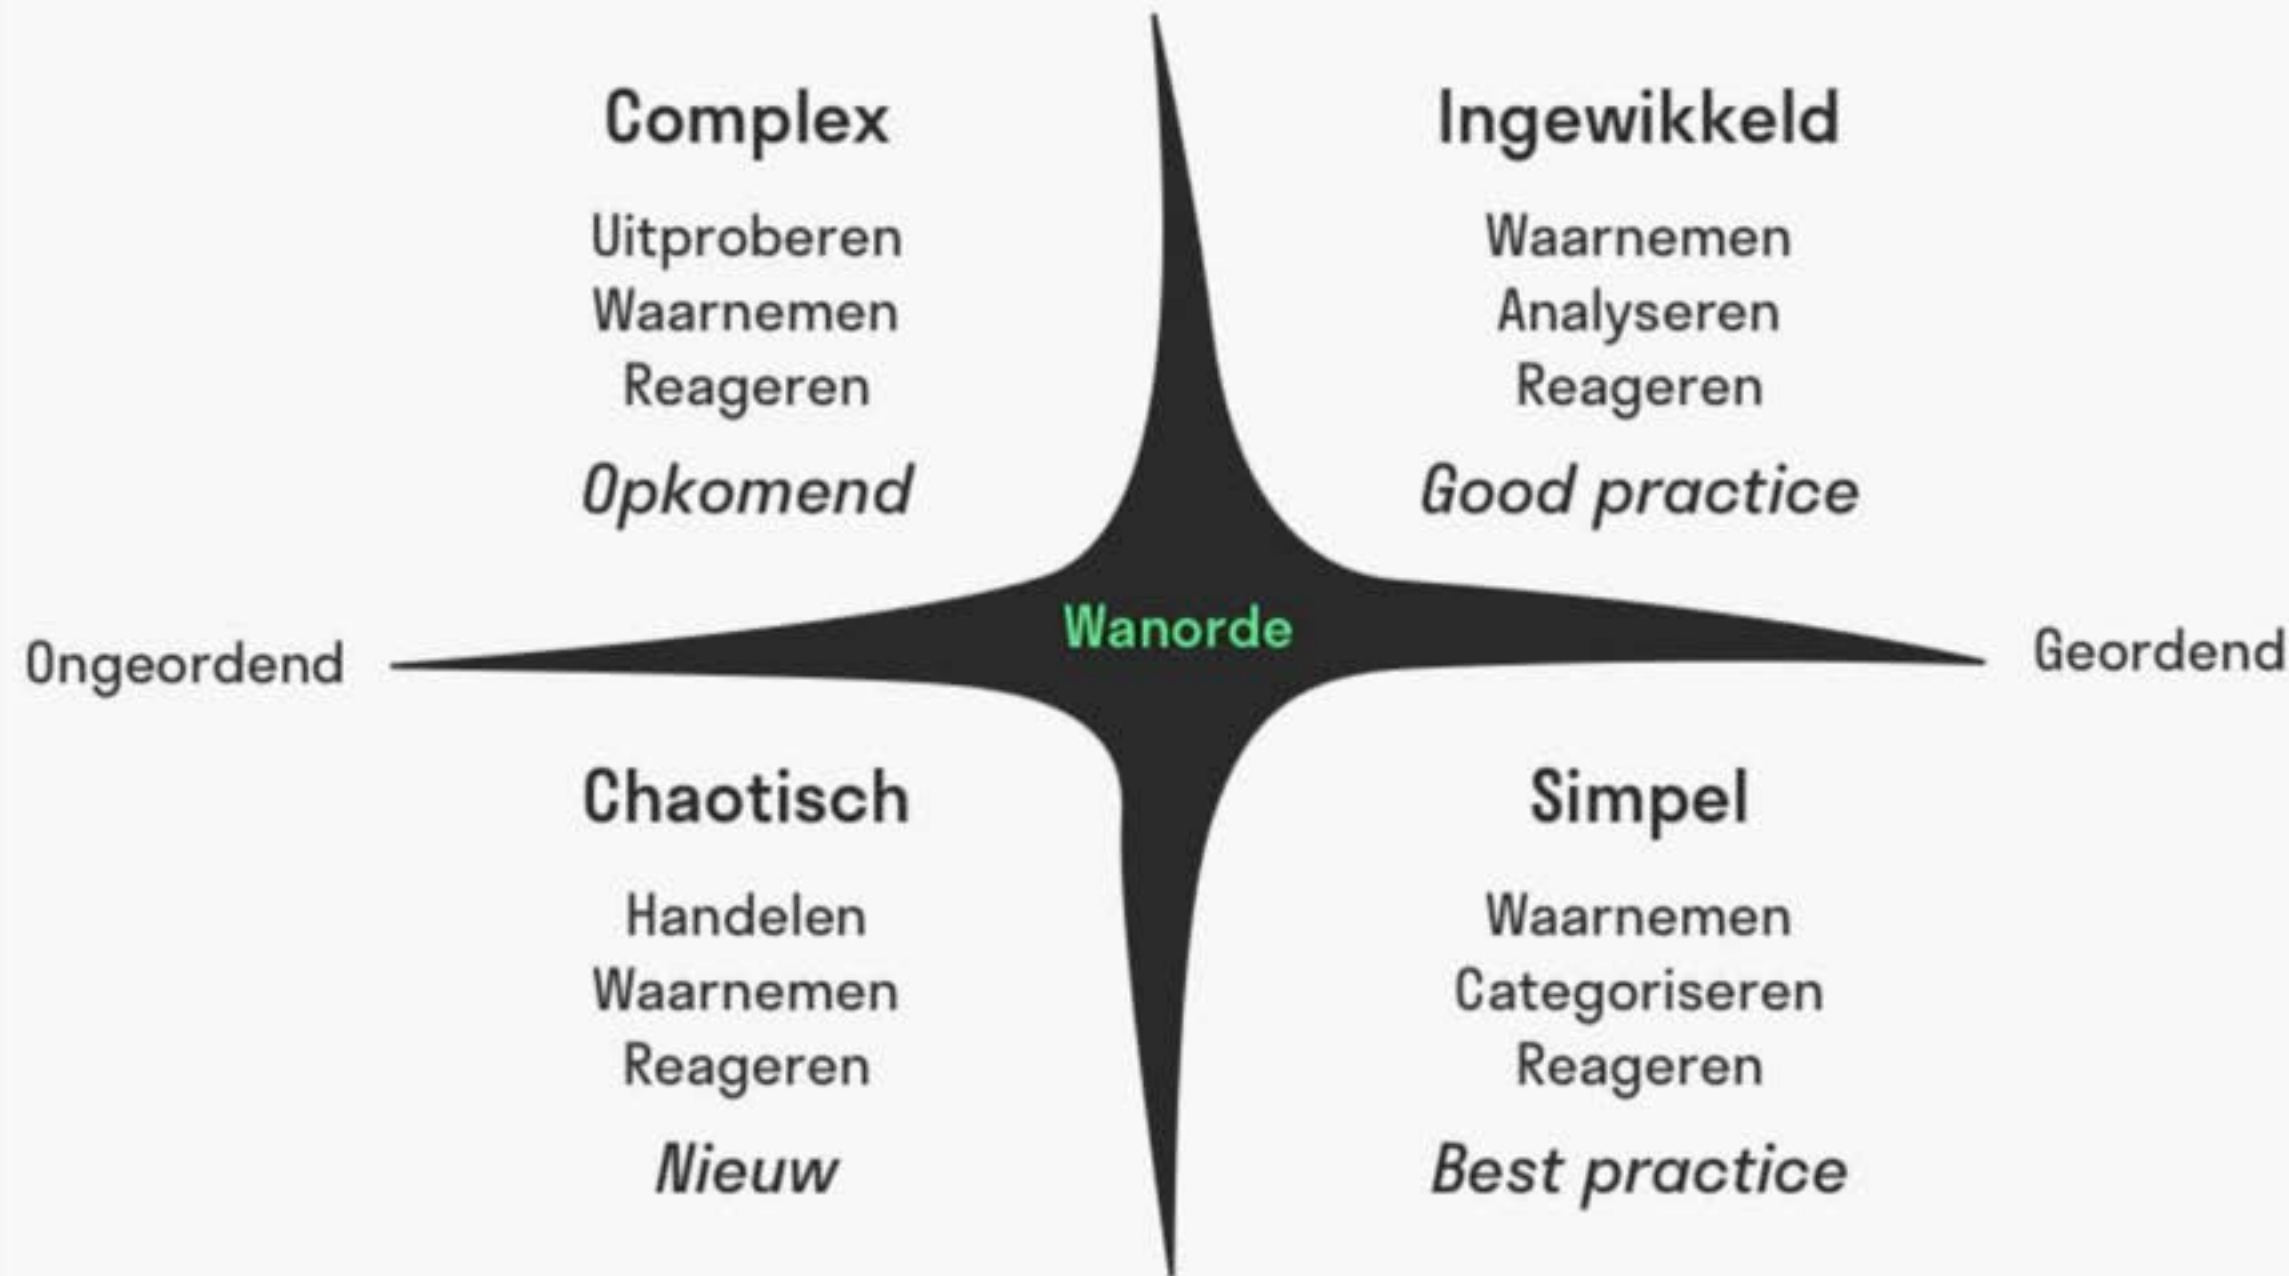 Complex
Uitproberen
Waarnemen
Reageren
Opkomend
Ingewikkeld
Waarnemen
Analyseren
Reageren
Good practice
Ongeordend
Wanorde
Geordend
Chaotisch
Handelen
Waarnemen
Reageren
Nieuw
Simpel
Waarnemen
Categoriseren
Reageren
Best practice